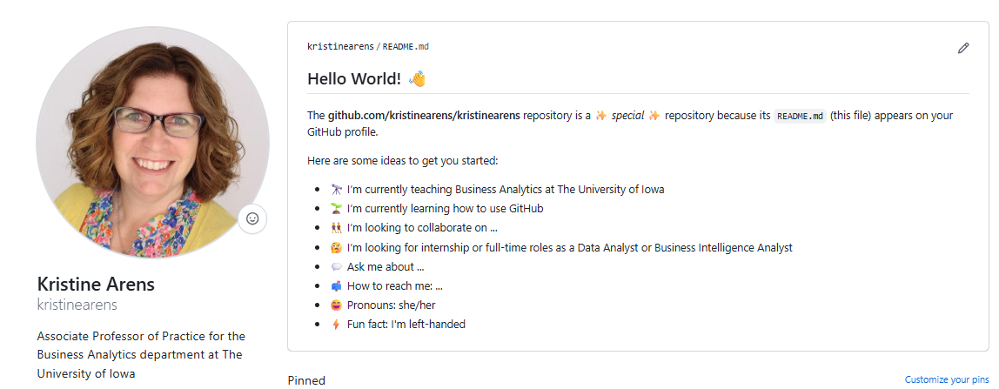 kristinearens / README.md
Hello World! 👋
The github.com/kristinearens/kristinearens repository is a ✨ special ✨ repository because its README.md (this file) appears on your
GitHub profile.
Here are some ideas to get you started:
• 🔭 I'm currently teaching Business Analytics at The University of Iowa
• 🌱 I'm currently learning how to use GitHub
• 👯 I'm looking to collaborate on ...
• 🤔 I'm looking for internship or full-time roles as a Data Analyst or Business Intelligence Analyst
• 💬 Ask me about ...
• 📫 How to reach me: ...
• 😄 Pronouns: she/her
• ⚡ Fun fact: I'm left-handed
Kristine Arens
kristinearens
Associate Professor of Practice for the
Business Analytics department at The
University of Iowa
Pinned
Customize your pins